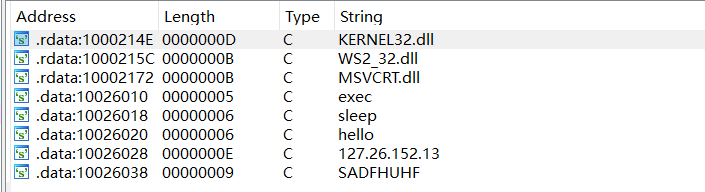 Address Length Type String
.rdata:1000214E 0000000D C KERNEL32.dll
.rdata:1000215C 0000000B C WS2_32.dll
.rdata:10002172 0000000B C MSVCRT.dll
.data:10026010 00000005 C exec
.data:10026018 00000006 C sleep
.data:10026020 00000006 C hello
.data:10026028 0000000E C 127.26.152.13
.data:10026038 00000009 C SADFHUHF